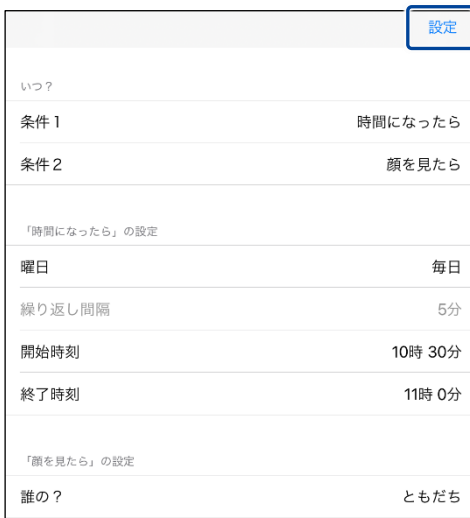 設定
いつ？
条件1 時間になったら
条件2 顔を見たら
「時間になったら」の設定
曜日 毎日
繰り返し間隔 5分
開始時刻 10時 30分
終了時刻 11時 0分
「顔を見たら」の設定
誰の？ ともだち